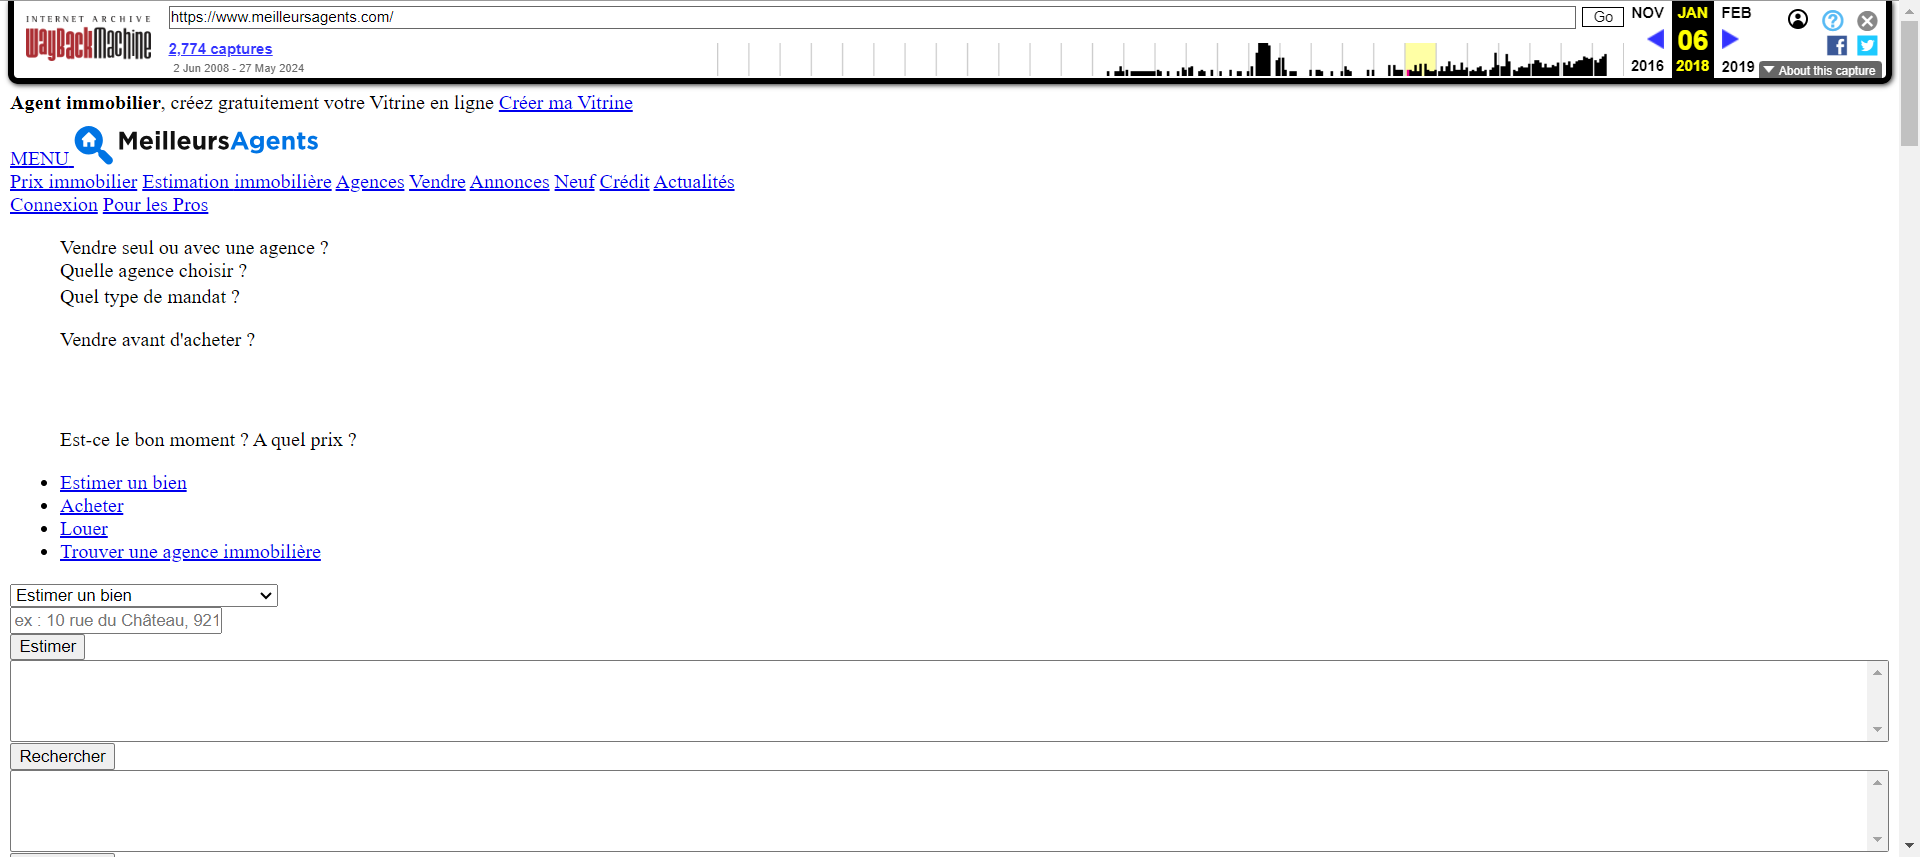 INTERNET ARCHIVE
WayBackMachine
https://www.meilleursagents.com/
Go
NOV JAN FEB
06
2016 2018 2019
2,774 captures
2 Jun 2008 - 27 May 2024
About this capture
Agent immobilier, créez gratuitement votre Vitrine en ligne Créer ma Vitrine
MENU MeilleursAgents
Prix immobilier Estimation immobilière Agences Vendre Annonces Neuf Crédit Actualités
Connexion Pour les Pros
Vendre seul ou avec une agence ?
Quelle agence choisir ?
Quel type de mandat ?
Vendre avant d'acheter ?
Est-ce le bon moment ? A quel prix ?
Estimer un bien
Acheter
Louer
Trouver une agence immobilière
Estimer un bien
ex : 10 rue du Château, 921
Estimer
Rechercher